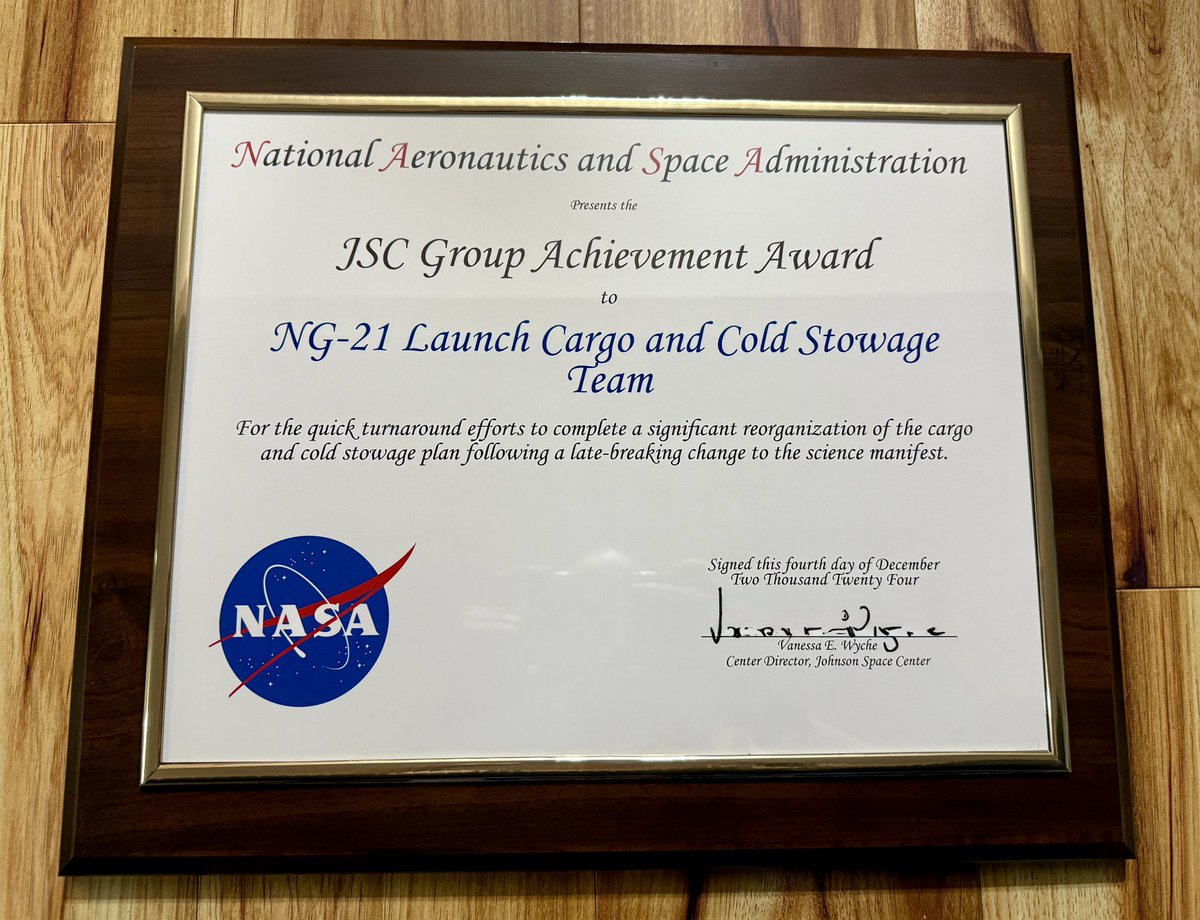 National Aeronautics and Space Administration
Presents the
JSC Group Achievement Award
to
NG-21 Launch Cargo and Cold Stowage
Team
For the quick turnaround efforts to complete a significant reorganization of the cargo
and cold stowage plan following a late-breaking change to the science manifest.
NASA
Signed this fourth day of December
Two Thousand Twenty Four
Vanessa E. Wyche
Center Director, Johnson Space Center